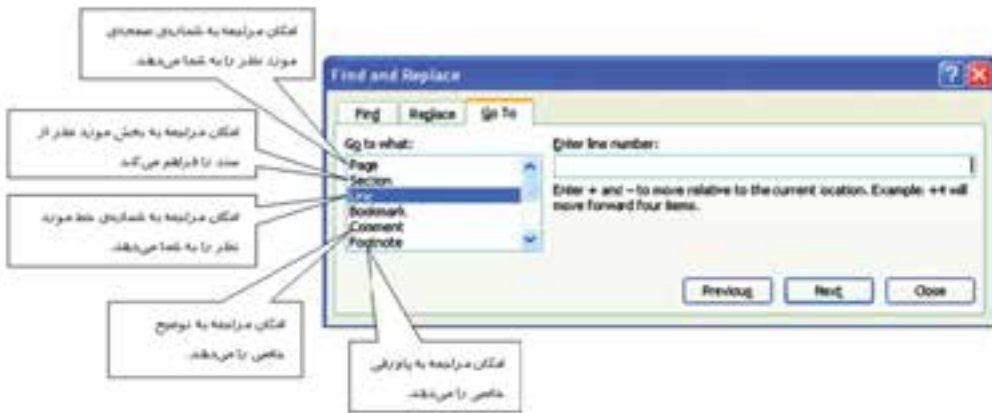 امکان مراجعه به شماره‌ی صفحه‌ی
مورد نظر را به شما می‌دهد.
امکان مراجعه به بخش مورد نظر از
سند را فراهم می‌کند
امکان مراجعه به شماره‌ی خط مورد
نظر را به شما می‌دهد.
امکان مراجعه به توضیح
خاصی را می‌دهد.
امکان مراجعه به پاورقی
خاصی را می‌دهد.
Find and Replace
Find Replace Go To
Go to what:
Page
Section
Line
Bookmark
Comment
Footnote
Enter line number:
Enter + and – to move relative to the current location. Example: +4 will
move forward four items.
Previous Next Close